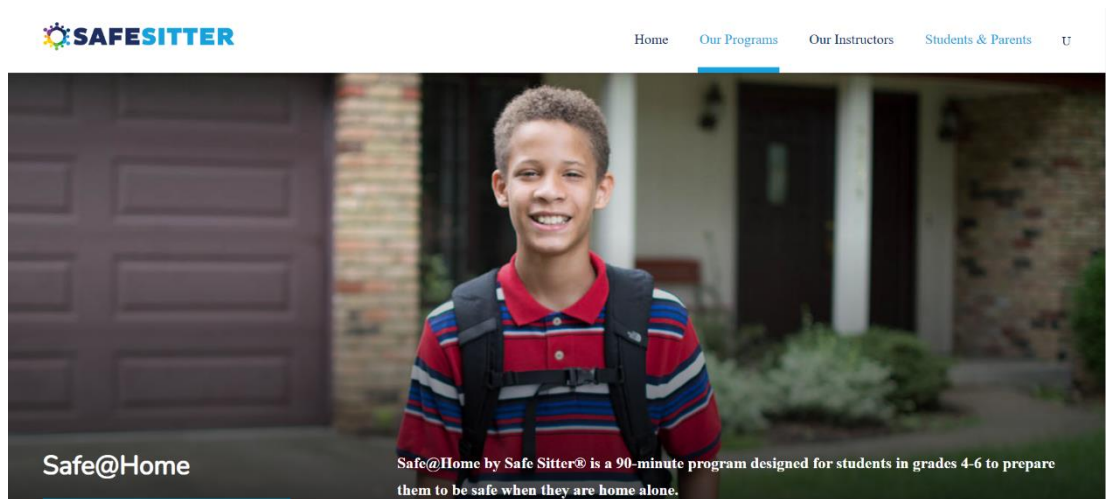 SAFESITTER
Home Our Programs Our Instructors Students & Parents U
Safe@Home
Safe@Home by Safe Sitter® is a 90-minute program designed for students in grades 4-6 to prepare
them to be safe when they are home alone.